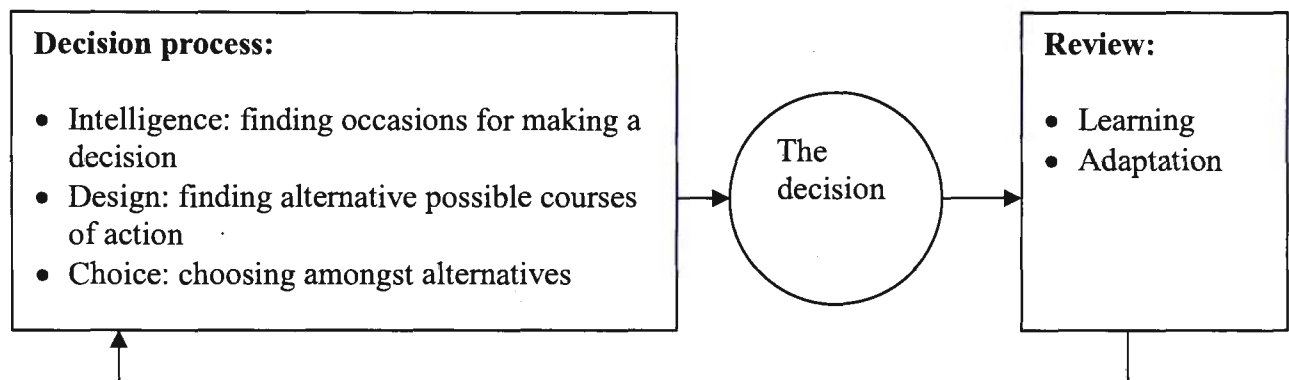 Decision process:
• Intelligence: finding occasions for making a
decision
• Design: finding alternative possible courses
of action
• Choice: choosing amongst alternatives
The
decision
Review:
• Learning
• Adaptation